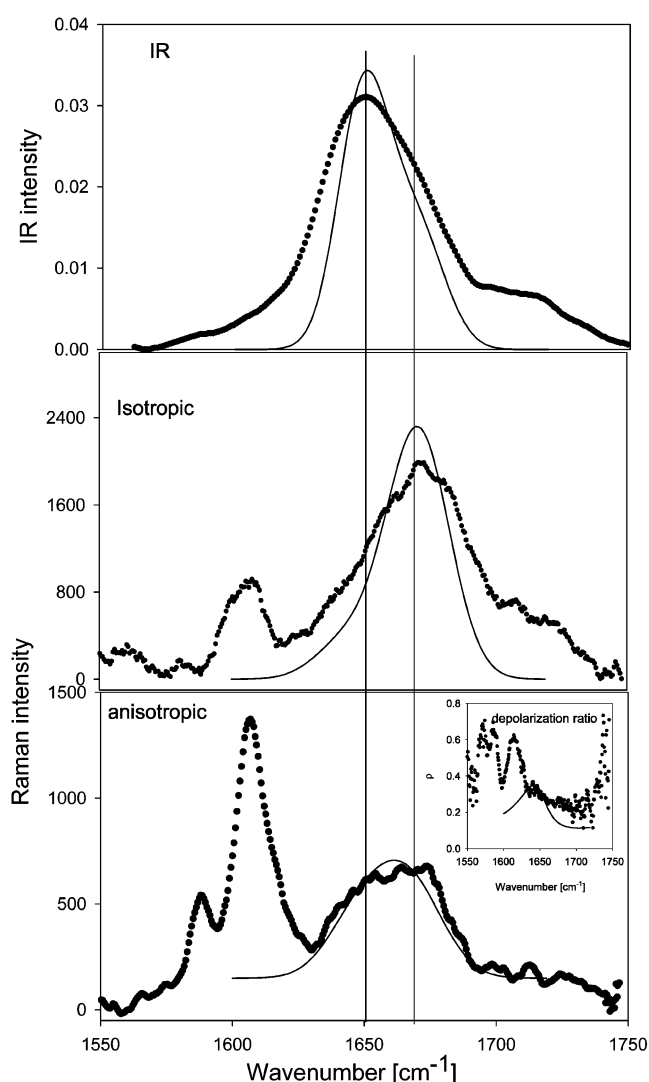 0.04
IR
0.03
0.02
0.01
0.00
IR intensity
Isotropic
2400
1600
800
0
Raman intensity
1500
anisotropic
1000
500
0
0.8
depolarization ratio
0.6
0.4
ρ
0.2
0.0
1550 1600 1650 1700 1750
Wavenumber [cm-1]
1550 1600 1650 1700 1750
Wavenumber [cm-1]